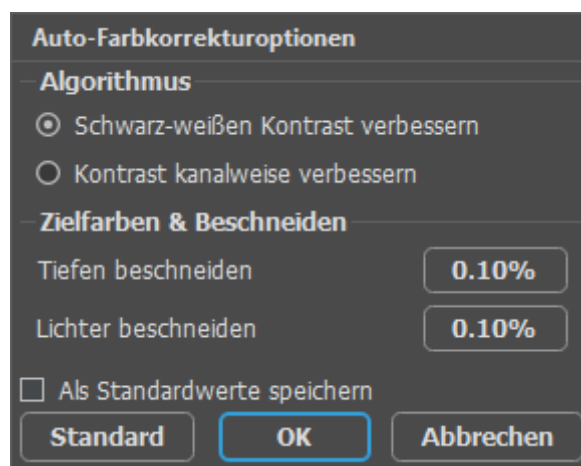 Auto-Farbkorrekturoptionen
Algorithmus
Schwarz-weißen Kontrast verbessern
Kontrast kanalweise verbessern
Zielfarben & Beschneiden
Tiefen beschneiden 0.10%
Lichter beschneiden 0.10%
Als Standardwerte speichern
Standard OK Abbrechen